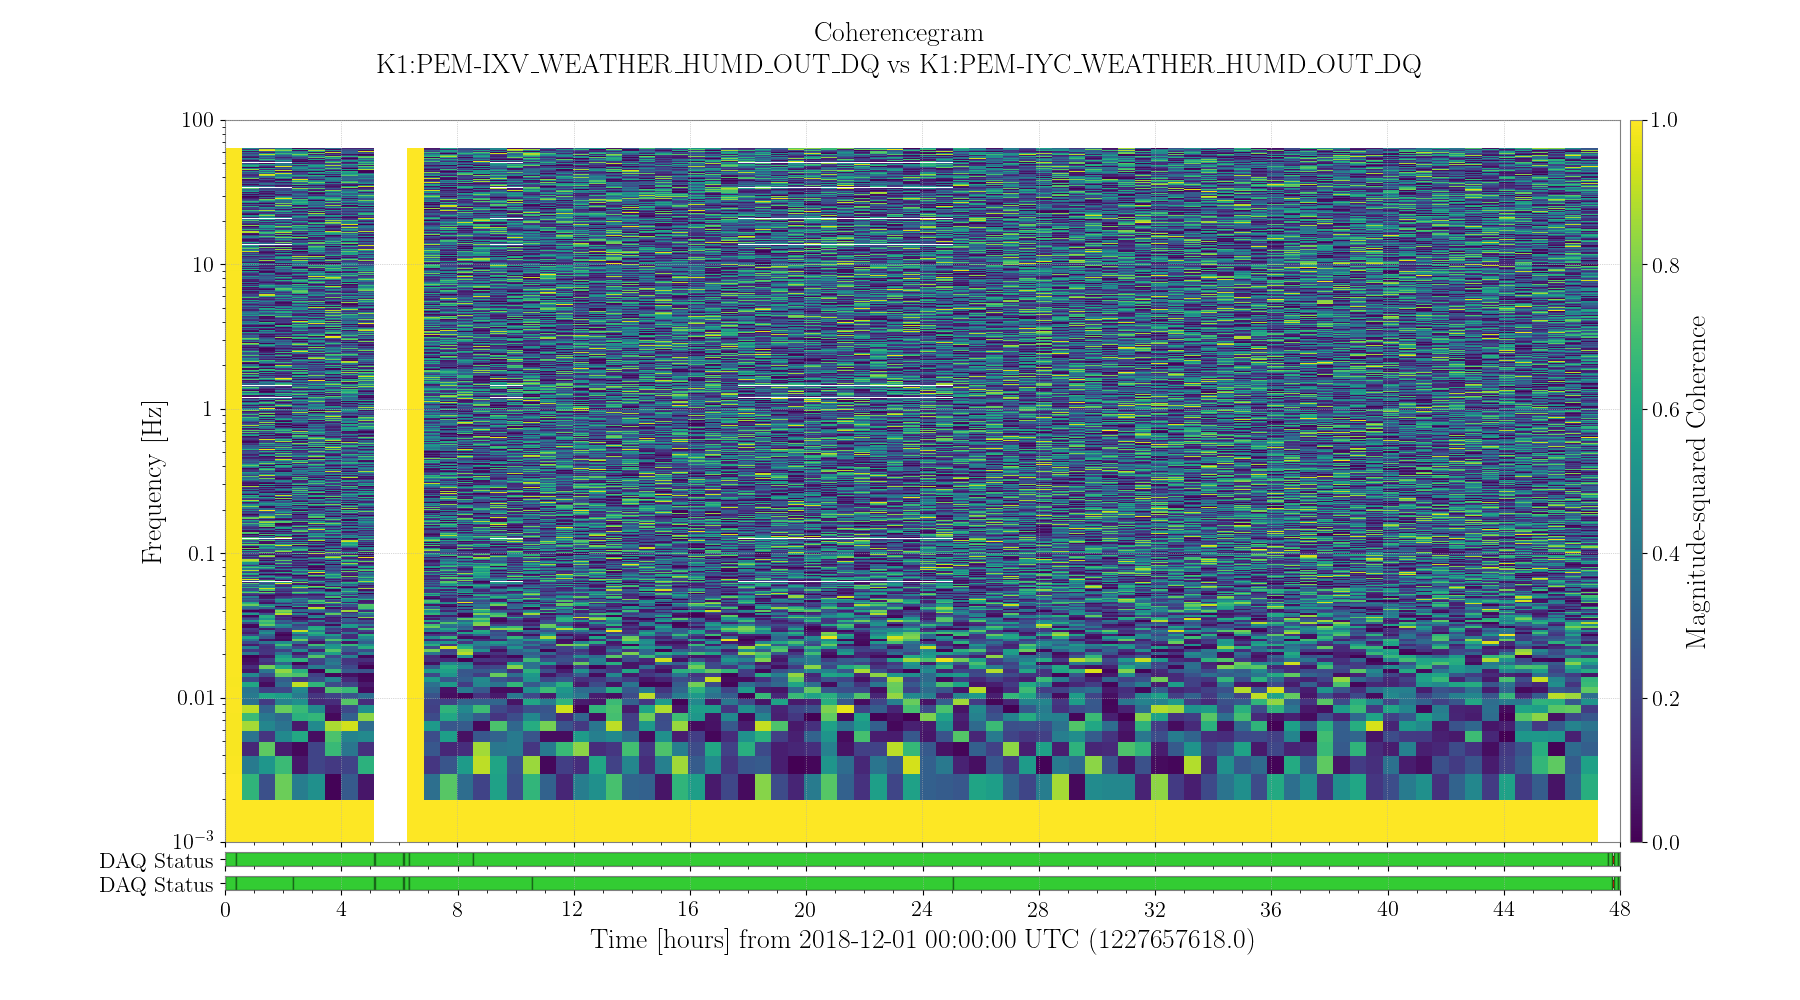 Coherencegram
K1:PEM-IXV_WEATHER_HUMD_OUT_DQ vs K1:PEM-IYC_WEATHER_HUMD_OUT_DQ
100
10
1
0.1
0.01
10⁻³
Frequency [Hz]
1.0
0.8
0.6
0.4
0.2
0.0
Magnitude-squared Coherence
DAQ Status
DAQ Status
0 4 8 12 16 20 24 28 32 36 40 44 48
Time [hours] from 2018-12-01 00:00:00 UTC (1227657618.0)